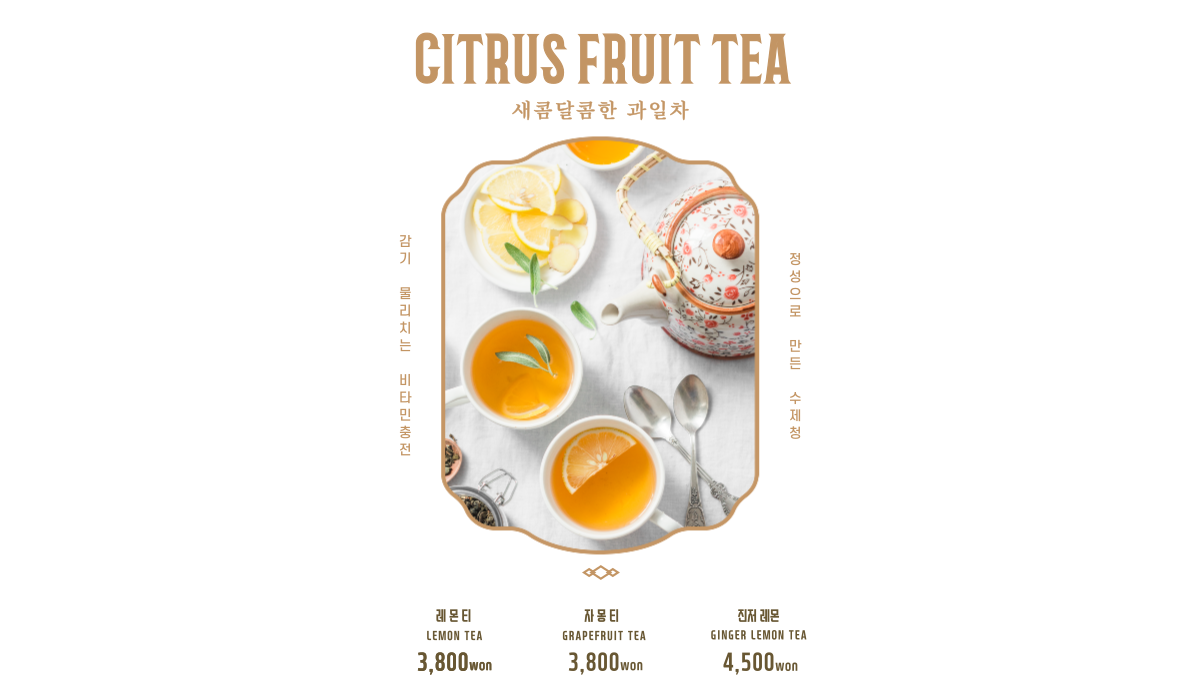 CITRUS FRUIT TEA
새콤달콤한 과일차
감기 물리치는 비타민충전
정성으로 만든 수제청
레몬티
LEMON TEA
3,800won
자몽티
GRAPEFRUIT TEA
3,800won
진저레몬
GINGER LEMON TEA
4,500won